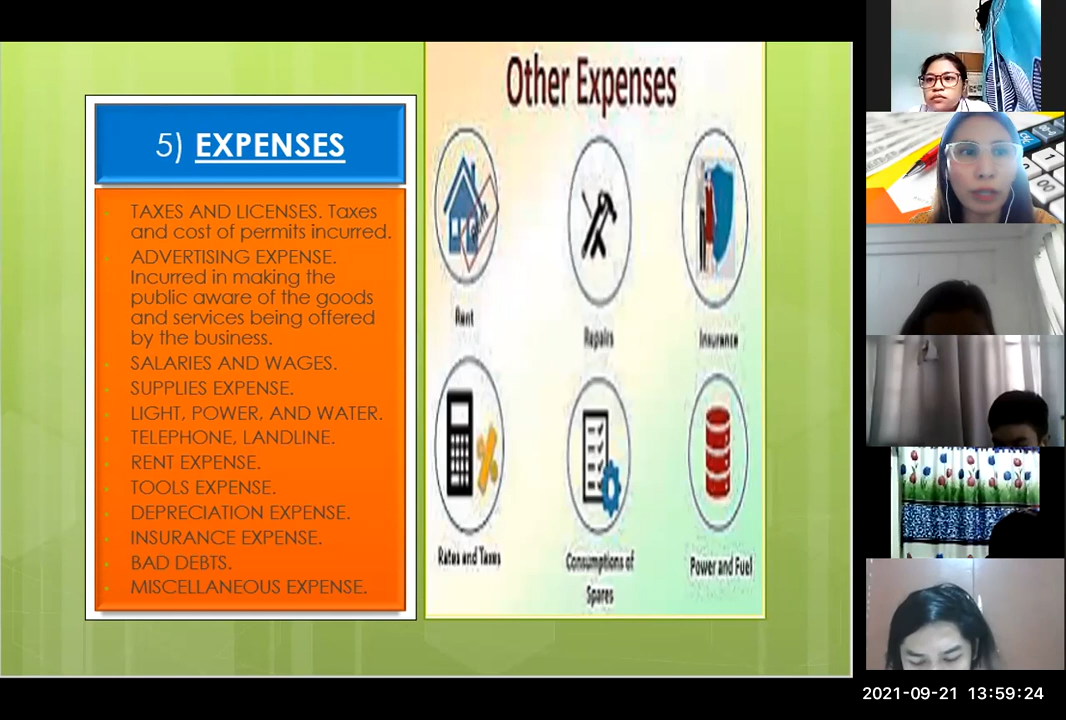 5) EXPENSES
TAXES AND LICENSES. Taxes
and cost of permits incurred.
ADVERTISING EXPENSE.
Incurred in making the
public aware of the goods
and services being offered
by the business.
SALARIES AND WAGES.
SUPPLIES EXPENSE.
LIGHT, POWER, AND WATER.
TELEPHONE, LANDLINE.
RENT EXPENSE.
TOOLS EXPENSE.
DEPRECIATION EXPENSE.
INSURANCE EXPENSE.
BAD DEBTS.
MISCELLANEOUS EXPENSE.
Other Expenses
Rent
Repairs
Insurance
Rates and Taxes
Consumptions of
Spares
Power and Fuel
2021-09-21 13:59:24